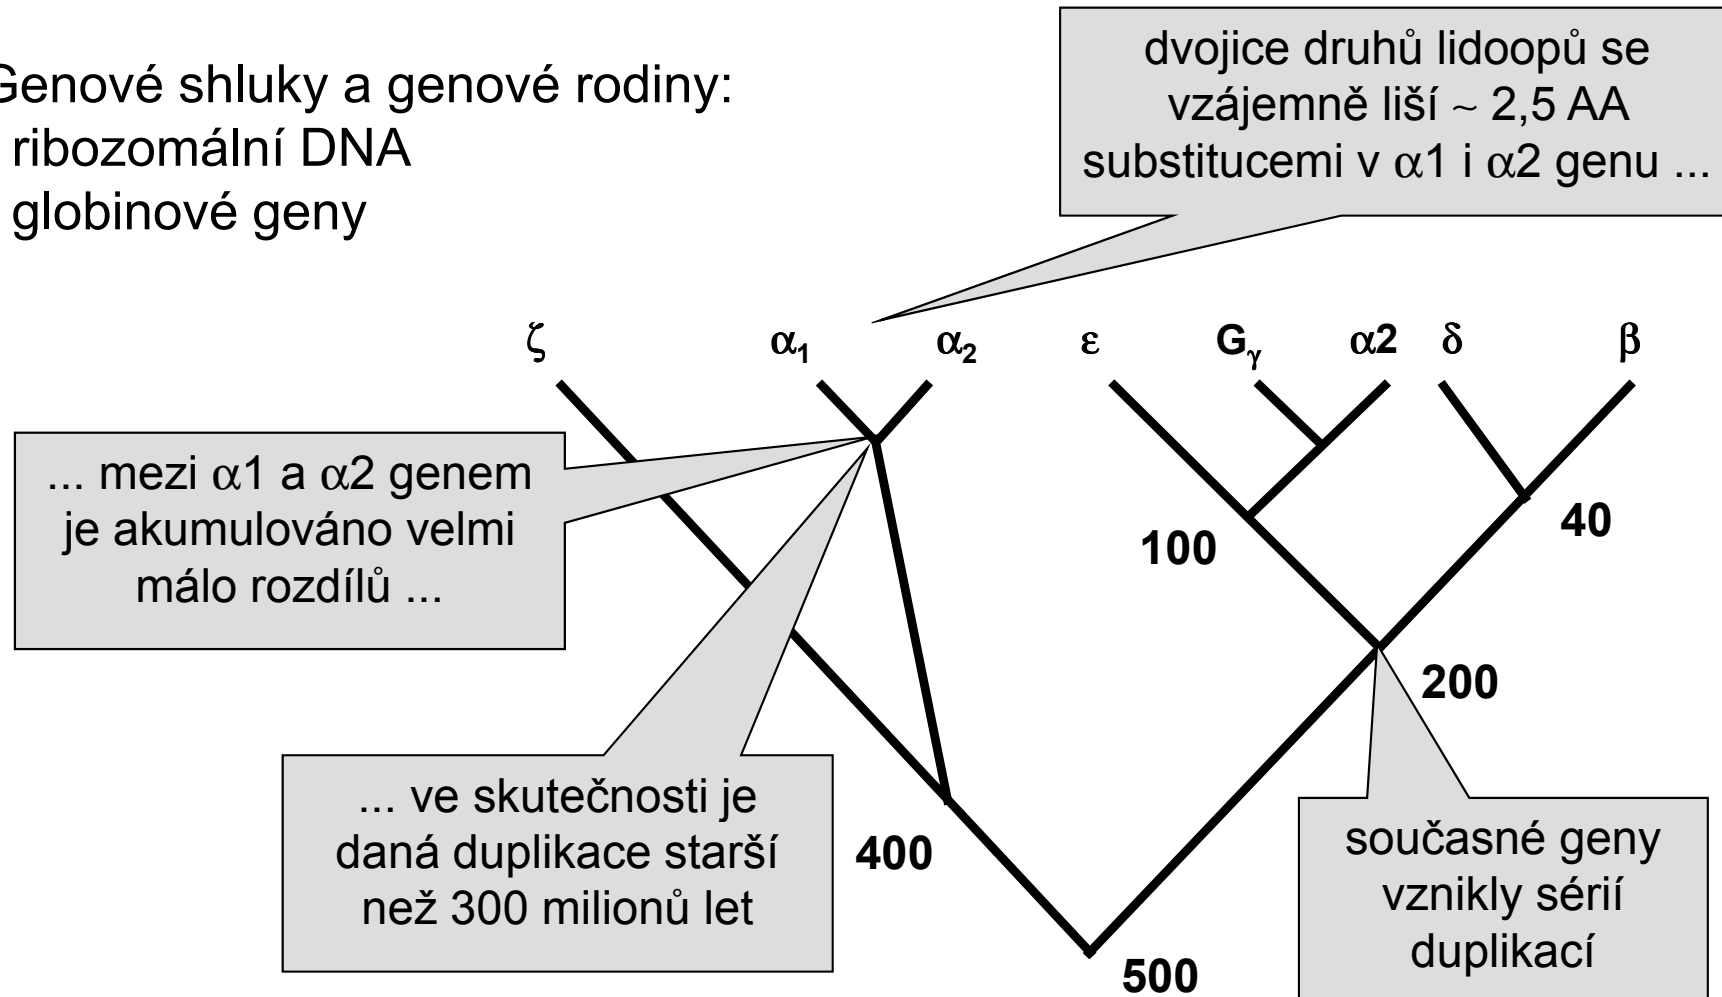 Genové shluky a genové rodiny:
ribozomální DNA
globinové geny
dvojice druhů lidoopů se
vzájemně liší ~ 2,5 AA
substitucemi v α1 i α2 genu ...
ζ α₁ α₂ ε Gᵧ α2 δ β
... mezi α1 a α2 genem
je akumulováno velmi
málo rozdílů ...
100
40
200
... ve skutečnosti je
daná duplikace starší
než 300 milionů let
400
současné geny
vznikly sérií
duplikací
500